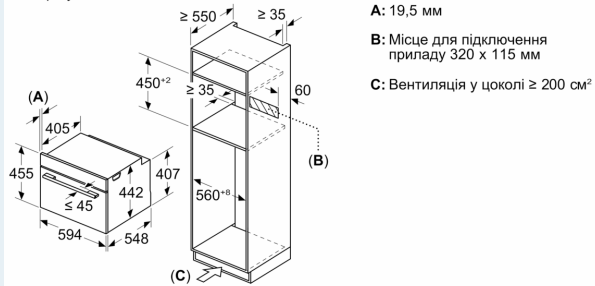 ≥ 550
≥ 35
450⁺²
≥ 35
60
(A)
405
455
≤ 45
442
407
594
548
560⁺⁸
(B)
(C)
A: 19,5 мм
B: Місце для підключення
приладу 320 x 115 мм
C: Вентиляція у цоколі ≥ 200 см²